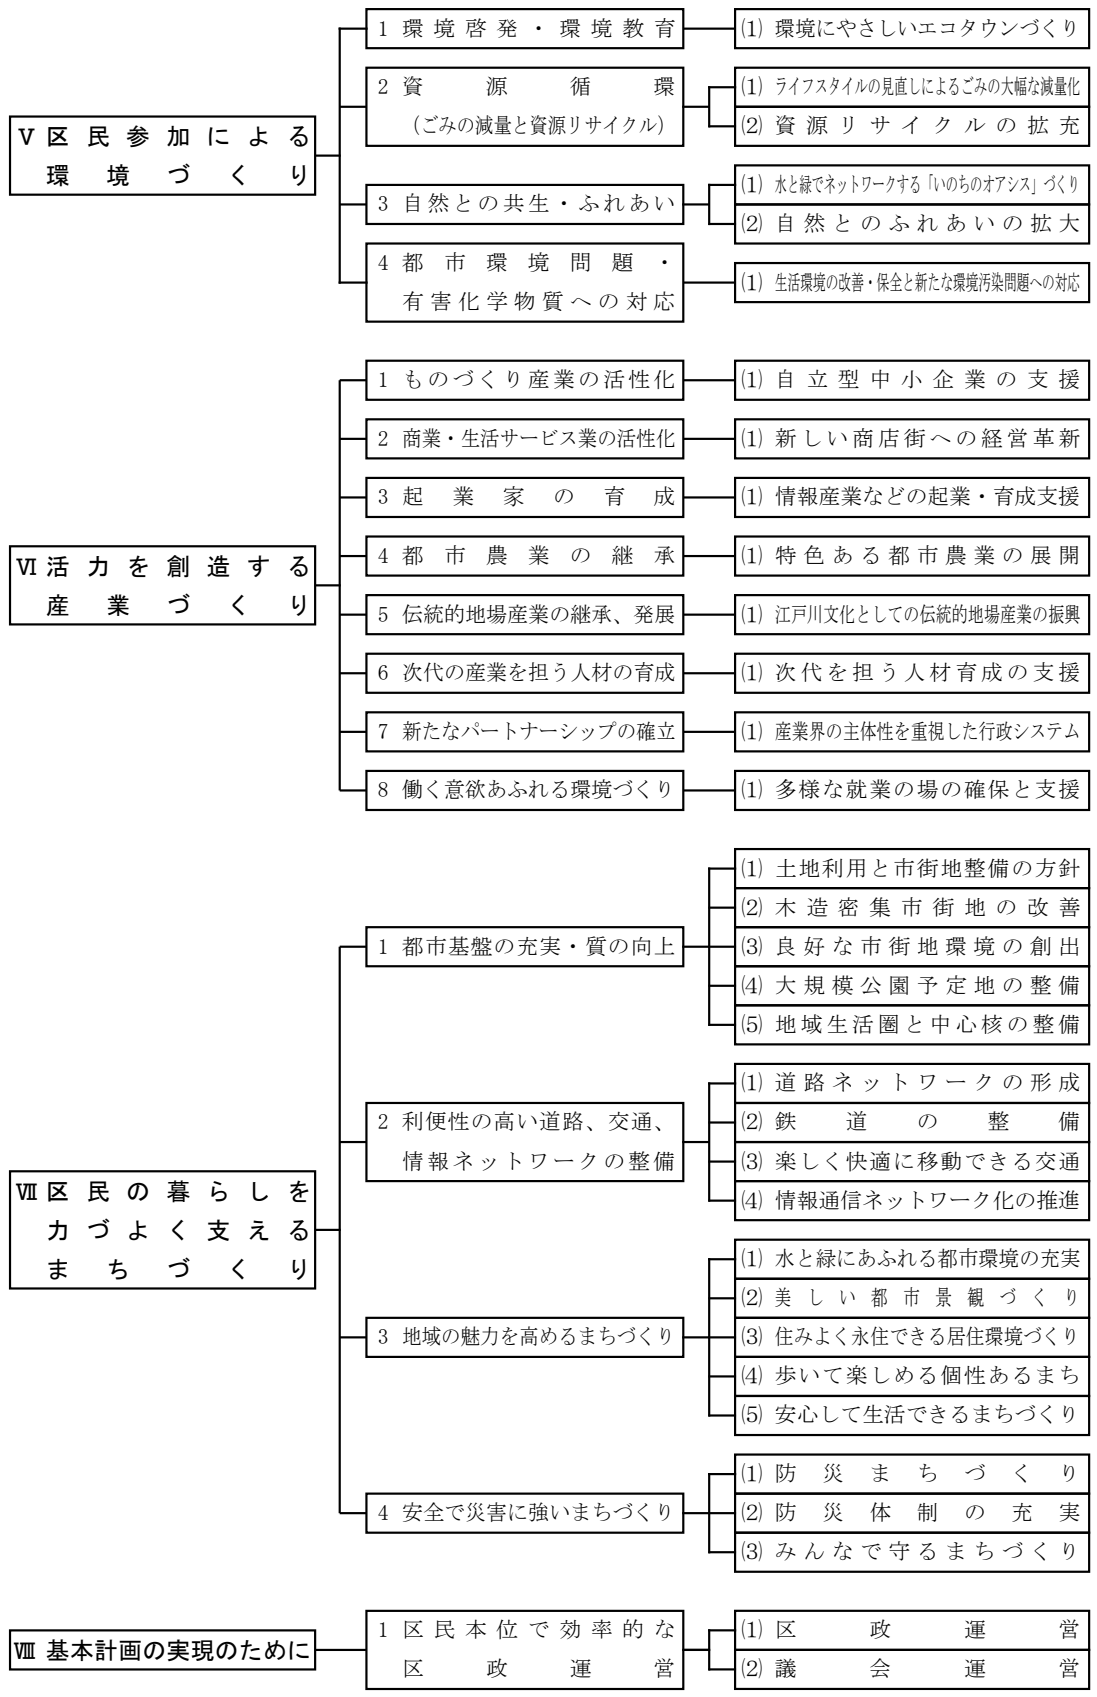 Ⅴ 区民参加による
環境づくり
1 環境啓発・環境教育
⑴ 環境にやさしいエコタウンづくり
2 資源循環
（ごみの減量と資源リサイクル）
⑴ ライフスタイルの見直しによるごみの大幅な減量化
⑵ 資源リサイクルの拡充
3 自然との共生・ふれあい
⑴ 水と緑でネットワークする「いのちのオアシス」づくり
⑵ 自然とのふれあいの拡大
4 都市環境問題・
有害化学物質への対応
⑴ 生活環境の改善・保全と新たな環境汚染問題への対応
Ⅵ 活力を創造する
産業づくり
1 ものづくり産業の活性化
⑴ 自立型中小企業の支援
2 商業・生活サービス業の活性化
⑴ 新しい商店街への経営革新
3 起業家の育成
⑴ 情報産業などの起業・育成支援
4 都市農業の継承
⑴ 特色ある都市農業の展開
5 伝統的地場産業の継承、発展
⑴ 江戸川文化としての伝統的地場産業の振興
6 次代の産業を担う人材の育成
⑴ 次代を担う人材育成の支援
7 新たなパートナーシップの確立
⑴ 産業界の主体性を重視した行政システム
8 働く意欲あふれる環境づくり
⑴ 多様な就業の場の確保と支援
Ⅶ 区民の暮らしを
力づよく支える
まちづくり
1 都市基盤の充実・質の向上
⑴ 土地利用と市街地整備の方針
⑵ 木造密集市街地の改善
⑶ 良好な市街地環境の創出
⑷ 大規模公園予定地の整備
⑸ 地域生活圏と中心核の整備
2 利便性の高い道路、交通、
情報ネットワークの整備
⑴ 道路ネットワークの形成
⑵ 鉄道の整備
⑶ 楽しく快適に移動できる交通
⑷ 情報通信ネットワーク化の推進
3 地域の魅力を高めるまちづくり
⑴ 水と緑にあふれる都市環境の充実
⑵ 美しい都市景観づくり
⑶ 住みよく永住できる居住環境づくり
⑷ 歩いて楽しめる個性あるまち
⑸ 安心して生活できるまちづくり
4 安全で災害に強いまちづくり
⑴ 防災まちづくり
⑵ 防災体制の充実
⑶ みんなで守るまちづくり
Ⅷ 基本計画の実現のために
1 区民本位で効率的な
区政運営
⑴ 区政運営
⑵ 議会運営